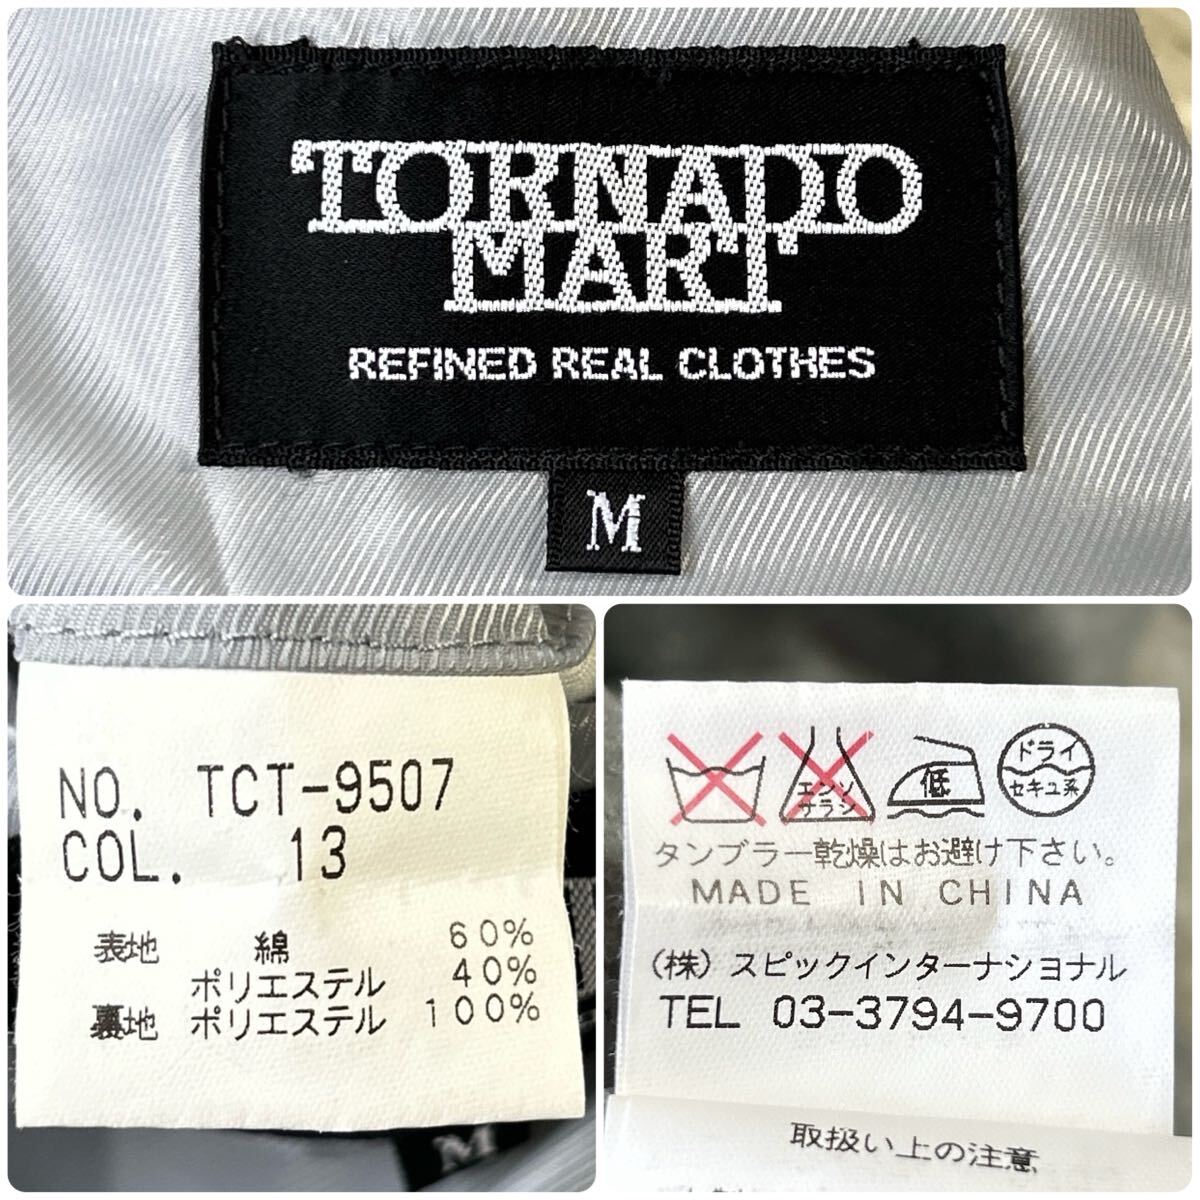 TORNADO
MART
REFINED REAL CLOTHES
M
NO. TCT-9507
COL. 13
表地 綿 60%
ポリエステル 40%
裏地 ポリエステル 100%
M
エンソ
サラシ
低
ドライ
セキユ系
タンブラー乾燥はお避け下さい。
MADE IN CHINA
(株)スピックインターナショナル
TEL 03-3794-9700
取扱い上の注意